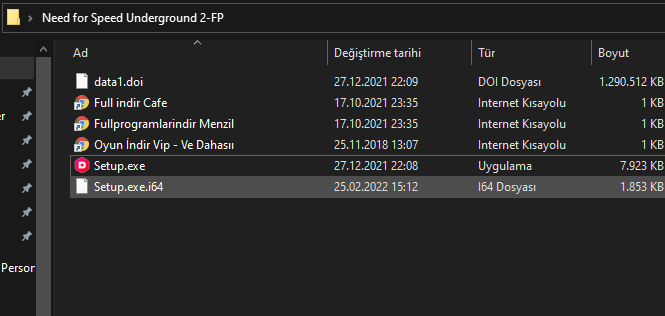 Need for Speed Underground 2-FP
Ad Değiştirme tarihi Tür Boyut
data1.doi 27.12.2021 22:09 DOI Dosyası 1.290.512 KB
Full indir Cafe 17.10.2021 23:35 Internet Kısayolu 1 KB
Fullprogramlarindir Menzil 17.10.2021 23:35 Internet Kısayolu 1 KB
Oyun İndir Vip - Ve Dahasıı 25.11.2018 13:07 Internet Kısayolu 1 KB
er
Setup.exe 27.12.2021 22:08 Uygulama 7.923 KB
Setup.exe.i64 25.02.2022 15:12 I64 Dosyası 1.853 KB
Person